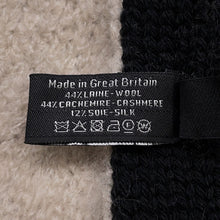 Made in Great Britain
44% LAINE-WOOL
44% CACHEMIRE-CASHMERE
12% SOIE-SILK